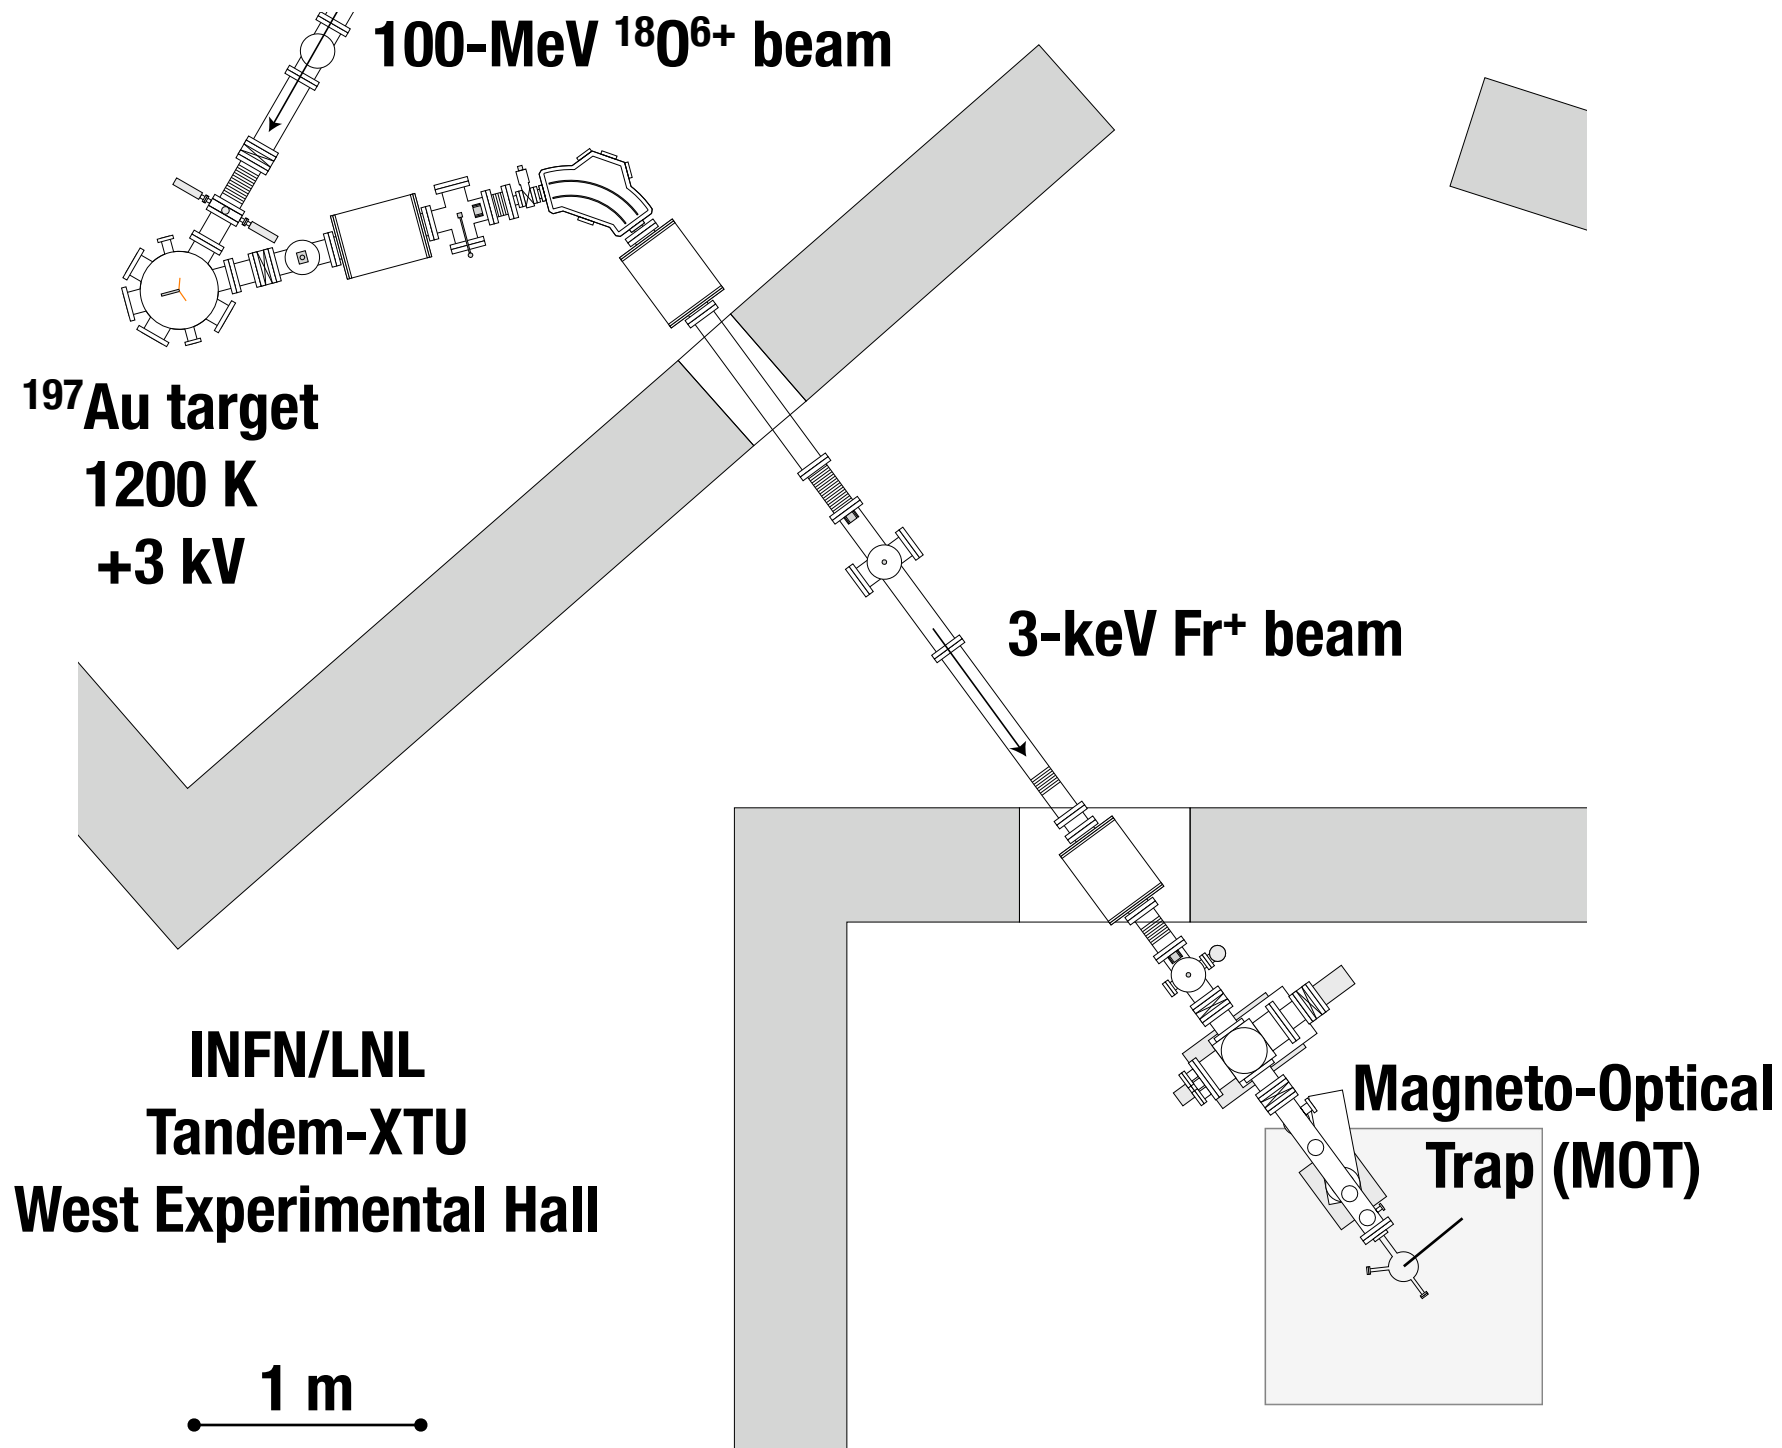 100-MeV ¹⁸O⁶⁺ beam
¹⁹⁷Au target
1200 K
+3 kV
3-keV Fr⁺ beam
INFN/LNL
Tandem-XTU
West Experimental Hall
Magneto-Optical
Trap (MOT)
1 m